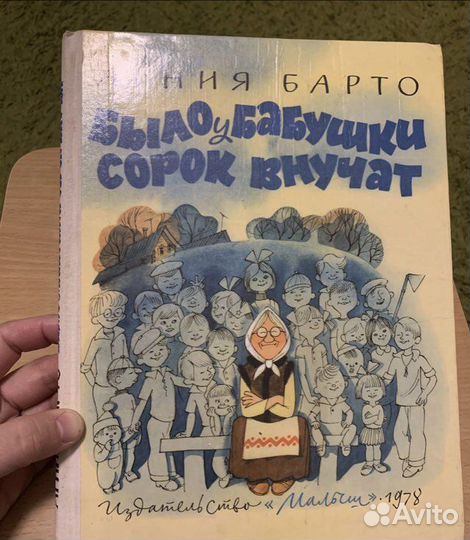 НИЯ БАРТО
БЫЛО у БАБУШКИ
СОРОК ВНУЧАТ
Издательство «Малыш» · 1978
Avito